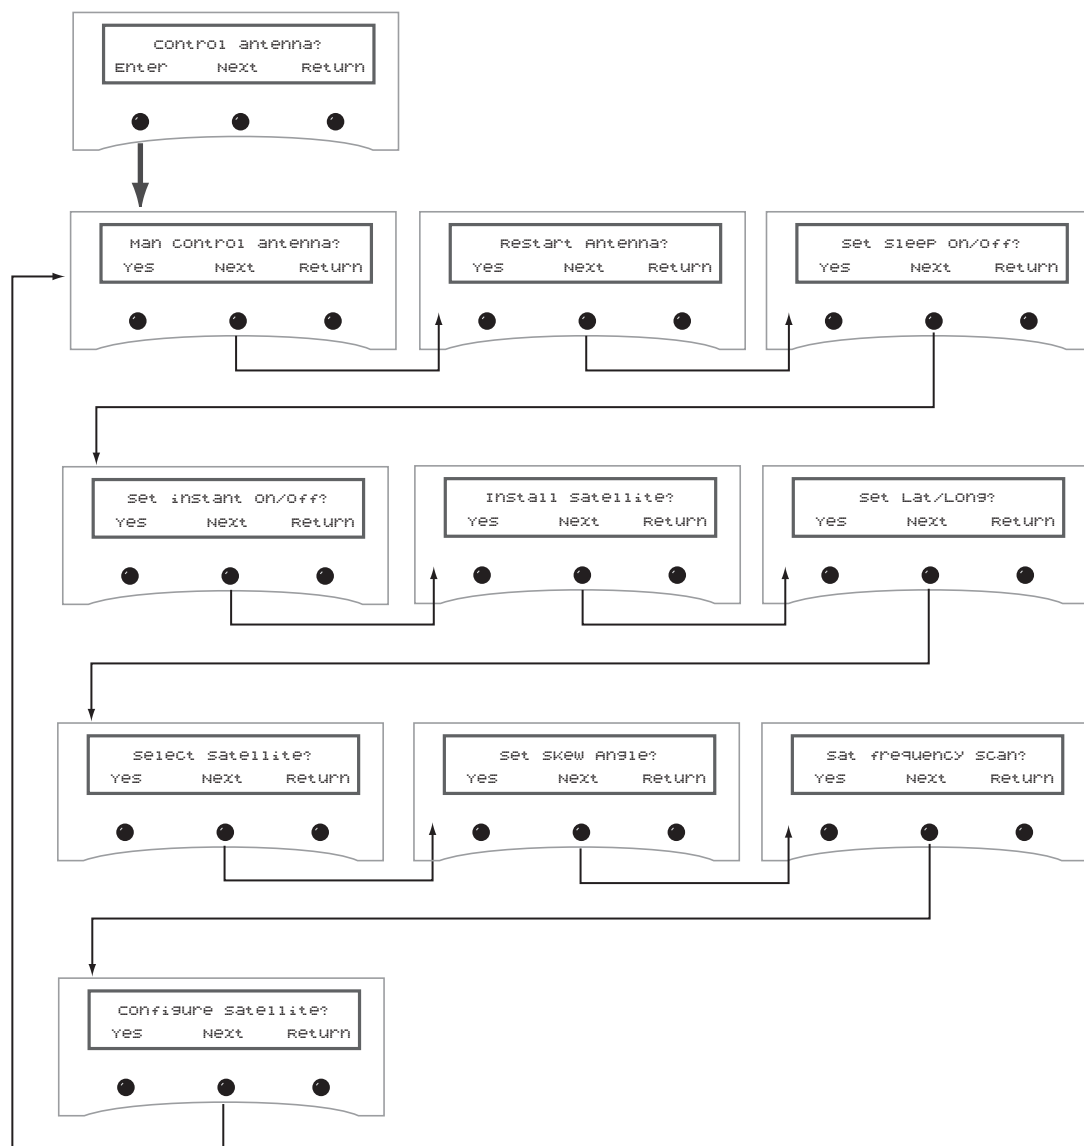 Control antenna?
Enter Next Return
Man Control antenna?
Yes Next Return
Restart Antenna?
Yes Next Return
Set Sleep On/Off?
Yes Next Return
Set instant On/Off?
Yes Next Return
Install Satellite?
Yes Next Return
Set Lat/Long?
Yes Next Return
Select Satellite?
Yes Next Return
Set Skew Angle?
Yes Next Return
Sat frequency Scan?
Yes Next Return
Configure Satellite?
Yes Next Return